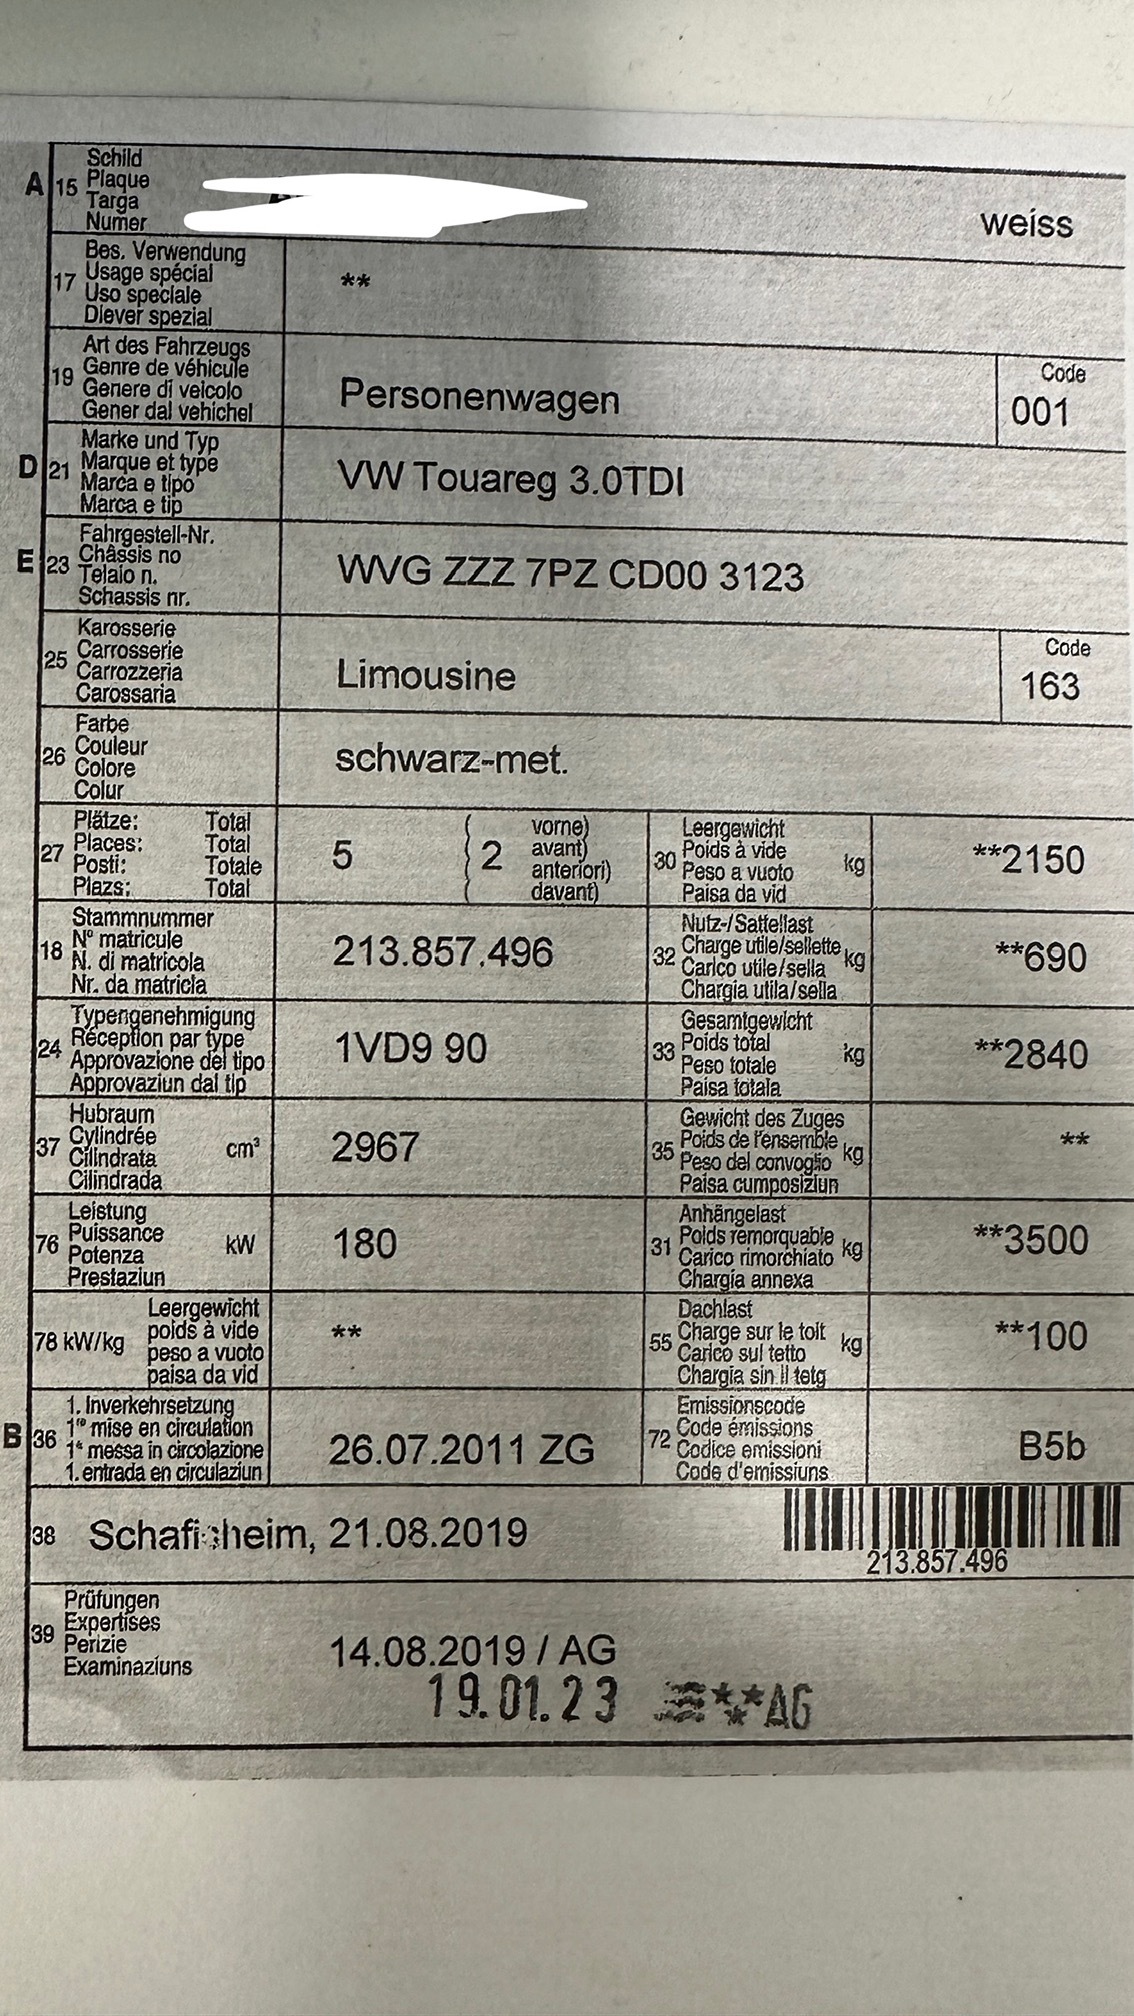 A 15 Schild
Plaque
Targa
Numer
weiss
17 Bes. Verwendung
Usage spécial
Uso speciale
Diever spezial
**
19 Art des Fahrzeugs
Genre de véhicule
Genere di veicolo
Gener dal vehichel
Personenwagen
Code
001
D 21 Marke und Typ
Marque et type
Marca e tipo
Marca e tip
VW Touareg 3.0TDI
E 23 Fahrgestell-Nr.
Châssis no
Telaio n.
Schassis nr.
WVG ZZZ 7PZ CD00 3123
25 Karosserie
Carrosserie
Carrozzeria
Carossaria
Limousine
Code
163
26 Farbe
Couleur
Colore
Colur
schwarz-met.
27 Plätze: Total
Places: Total
Posti: Totale
Plazs: Total
5 ( 2 vorne)
avant)
anteriori)
davant)
30 Leergewicht
Poids à vide
Peso a vuoto
Paisa da vid
kg **2150
18 Stammnummer
N° matricule
N. di matricola
Nr. da matricla
213.857.496
32 Nutz-/Sattellast
Charge utile/sellette
Carico utile/sella
Chargia utila/sella
kg **690
24 Typengenehmigung
Réception par type
Approvazione del tipo
Approvaziun dal tip
1VD9 90
33 Gesamtgewicht
Poids total
Peso totale
Paisa totala
kg **2840
37 Hubraum
Cylindrée
Cilindrata
Cilindrada
cm³ 2967
35 Gewicht des Zuges
Poids de l'ensemble
Peso del convoglio
Paisa cumposiziun
kg **
76 Leistung
Puissance
Potenza
Prestaziun
kW 180
31 Anhängelast
Poids remorquable
Carico rimorchiato
Chargia annexa
kg **3500
78 kW/kg Leergewicht
poids à vide
peso a vuoto
paisa da vid
**
55 Dachlast
Charge sur le toit
Carico sul tetto
Chargia sin il tetg
kg **100
B 36 1. Inverkehrsetzung
1re mise en circulation
1a messa in circolazione
1. entrada en circulaziun
26.07.2011 ZG
72 Emissionscode
Code émissions
Codice emissioni
Code d'emissiuns
B5b
38 Schafisheim, 21.08.2019
213.857.496
39 Prüfungen
Expertises
Perizie
Examinaziuns
14.08.2019 / AG
19.01.23 **AG